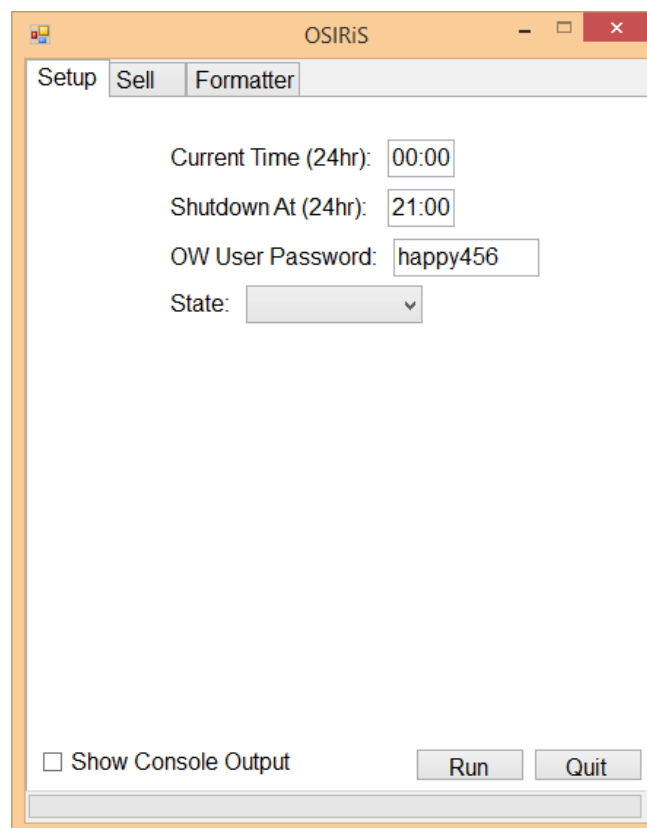 OSIRiS
Setup Sell Formatter
Current Time (24hr): 00:00
Shutdown At (24hr): 21:00
OW User Password: happy456
State:
Show Console Output Run Quit